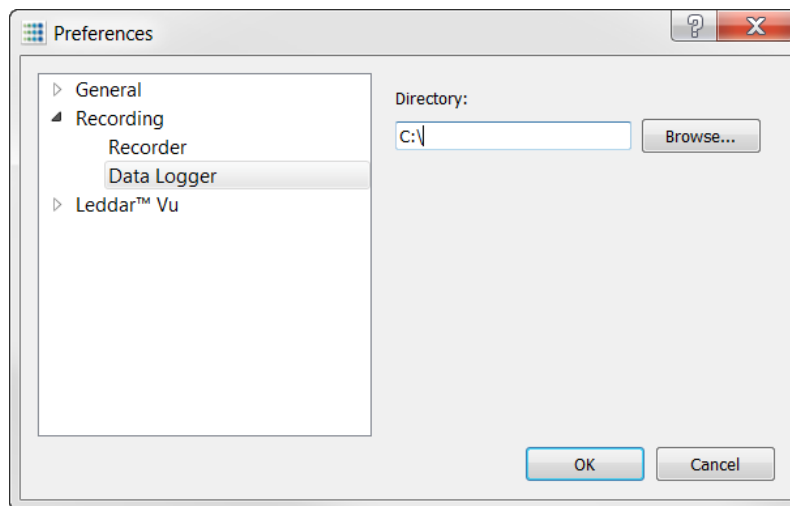 Preferences
General
Recording
Recorder
Data Logger
Leddar™ Vu
Directory:
C:\
Browse...
OK
Cancel